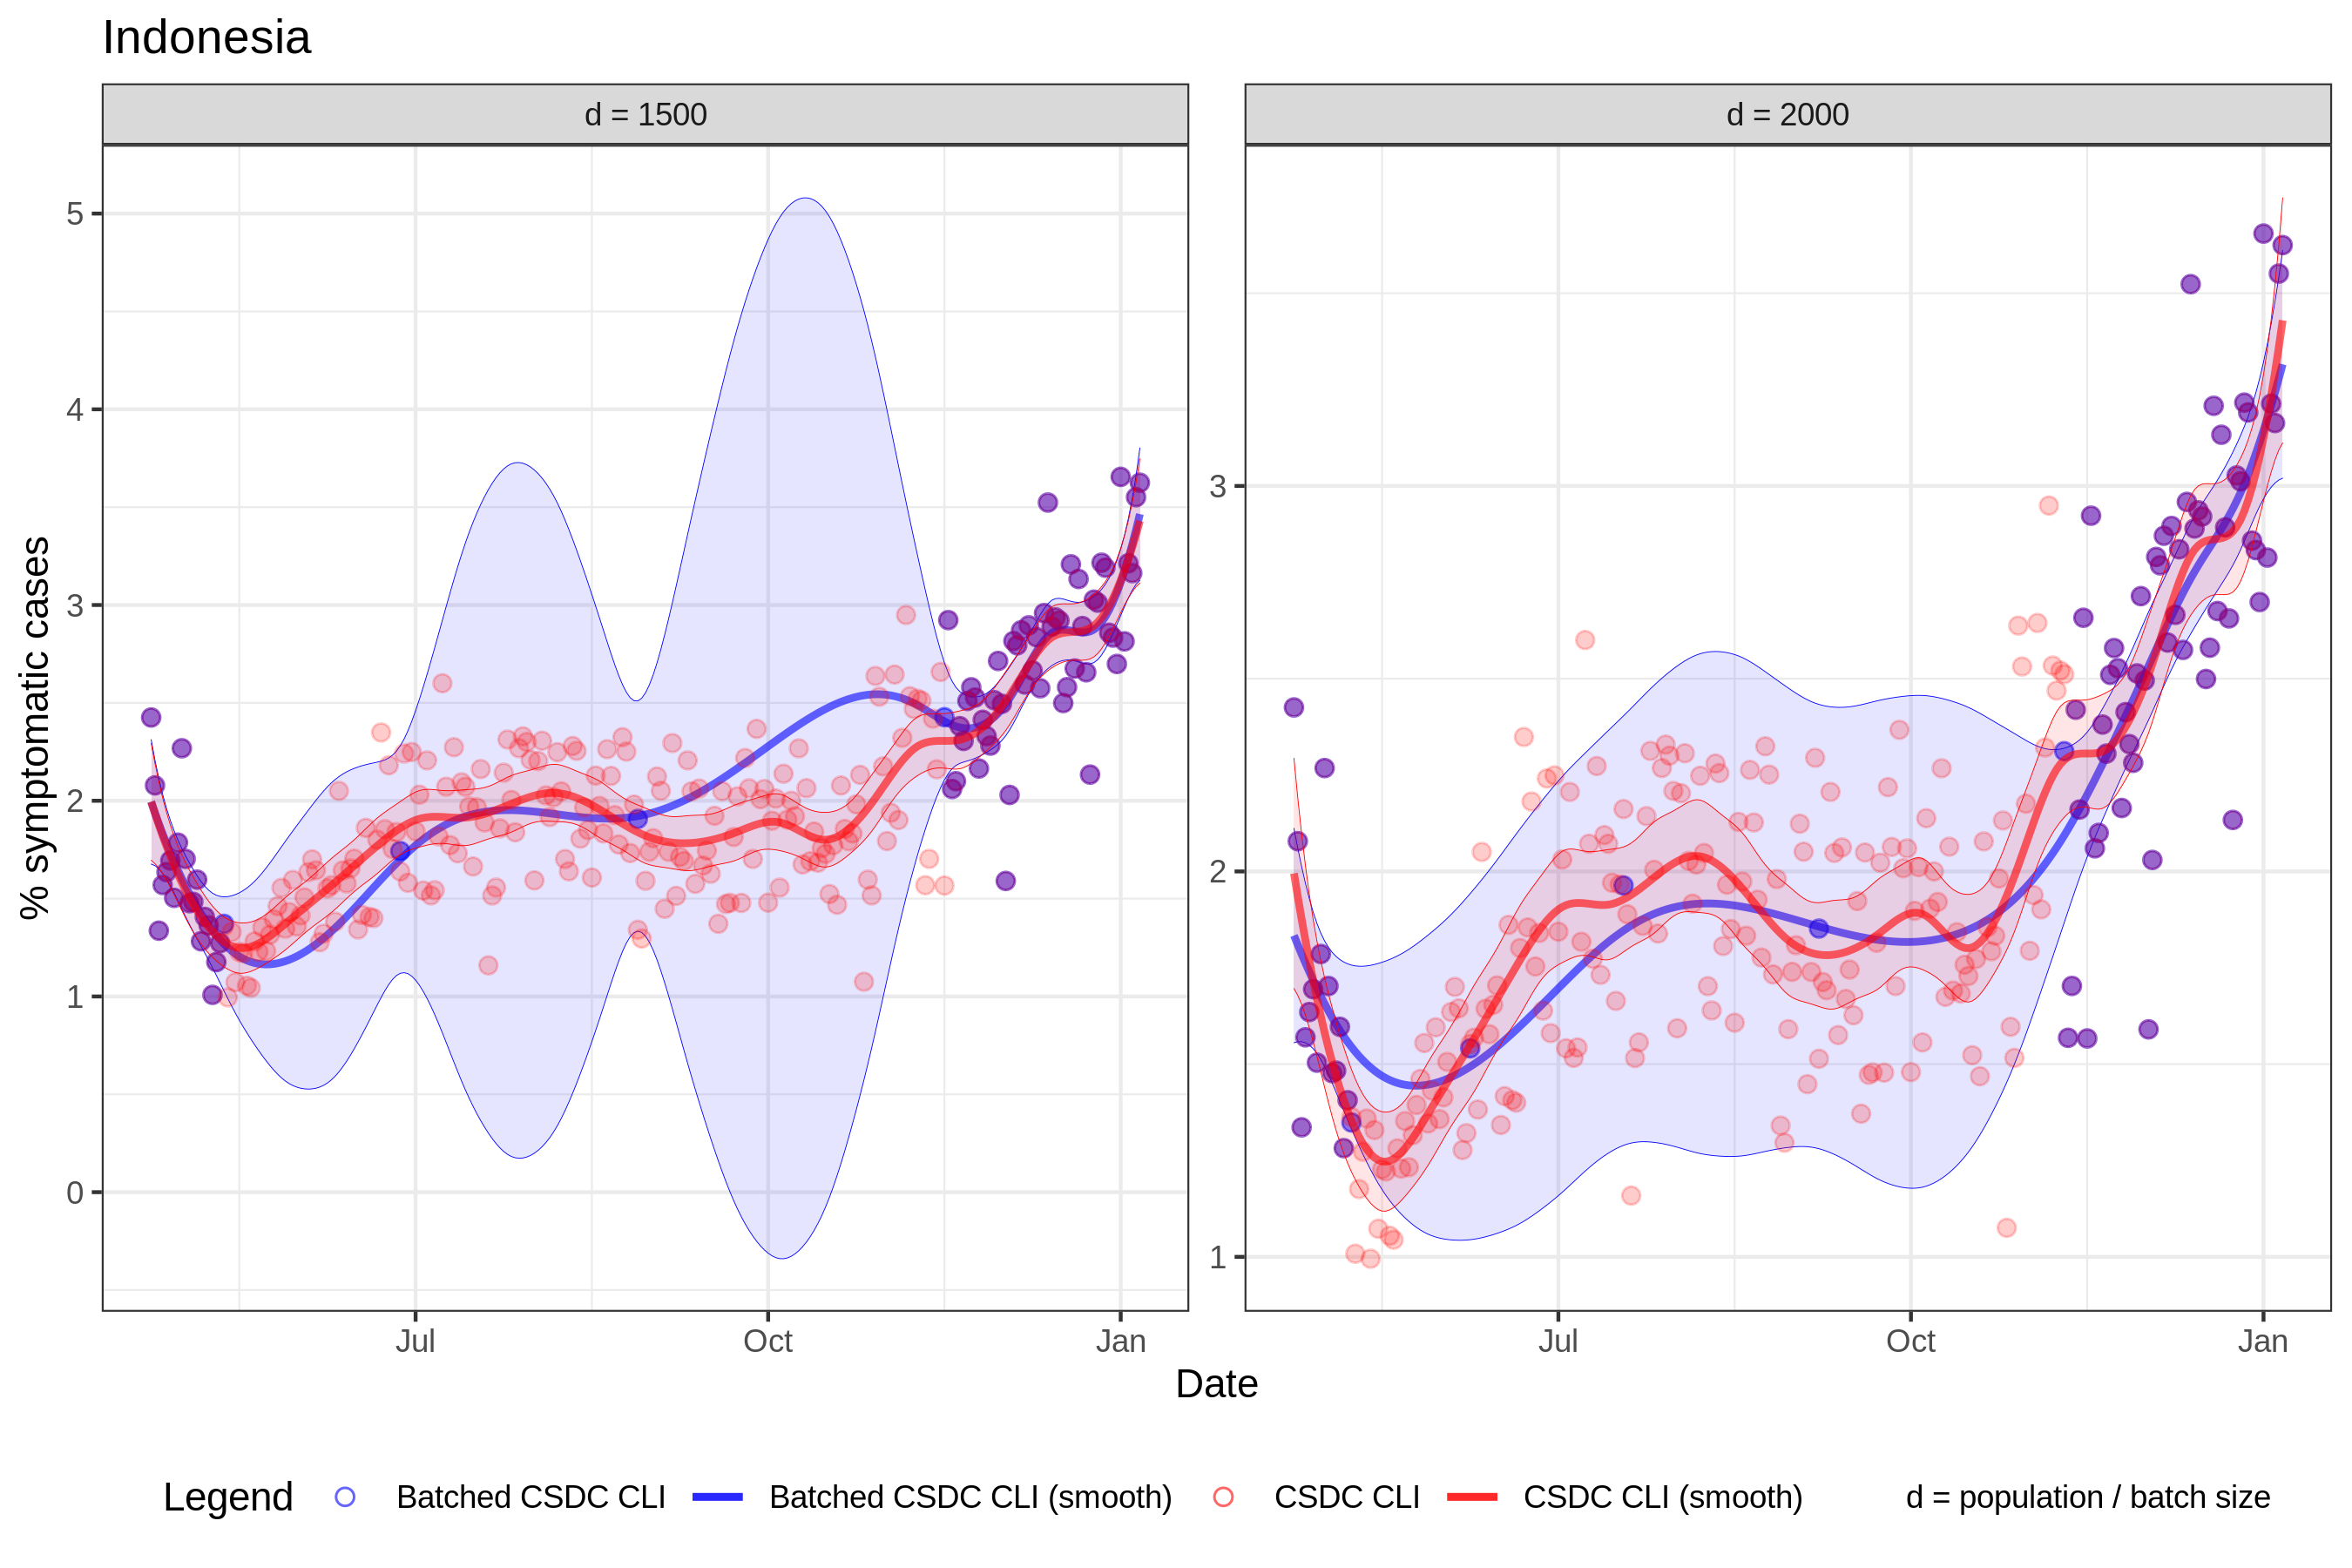 Indonesia
d = 1500
d = 2000
% symptomatic cases
5
4
3
2
1
0
3
2
1
Jul
Oct
Jan
Jul
Oct
Jan
Date
Legend
Batched CSDC CLI
Batched CSDC CLI (smooth)
CSDC CLI
CSDC CLI (smooth)
d = population / batch size